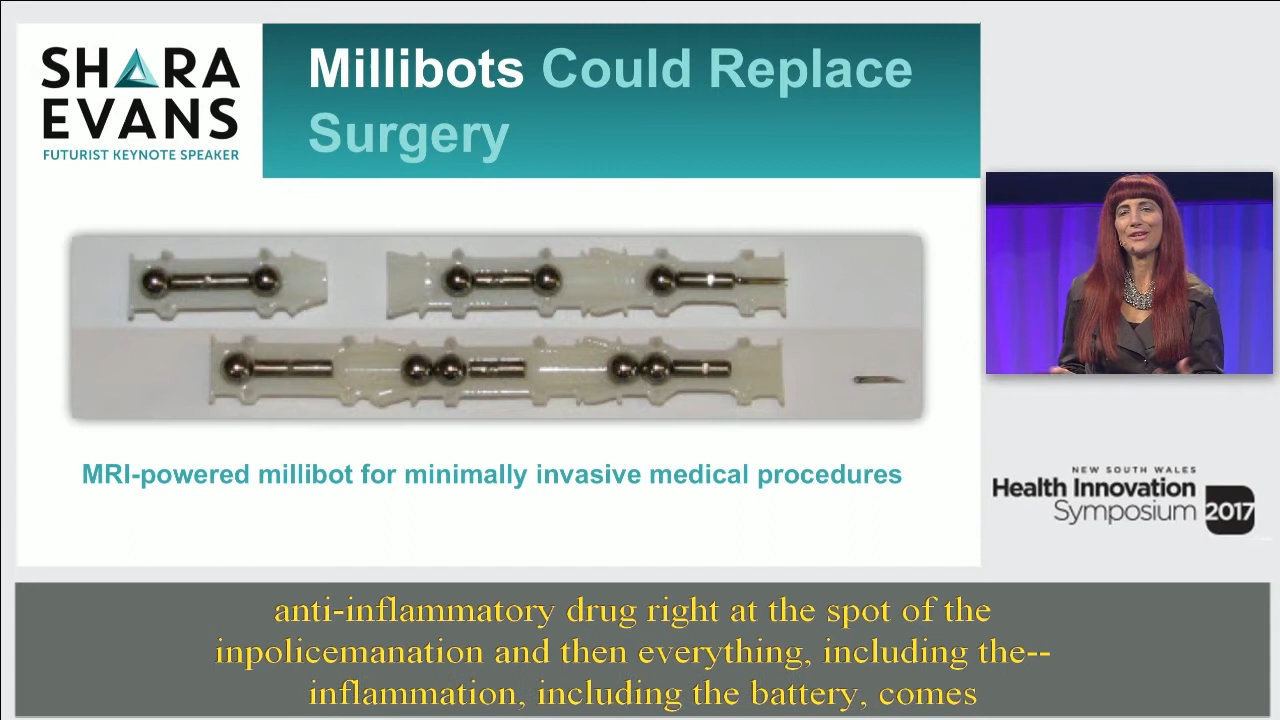 SHARA
EVANS
FUTURIST KEYNOTE SPEAKER
Millibots Could Replace
Surgery
MRI-powered millibot for minimally invasive medical procedures
NEW SOUTH WALES
Health Innovation
Symposium 2017
anti-inflammatory drug right at the spot of the
inpolicemanation and then everything, including the--
inflammation, including the battery, comes